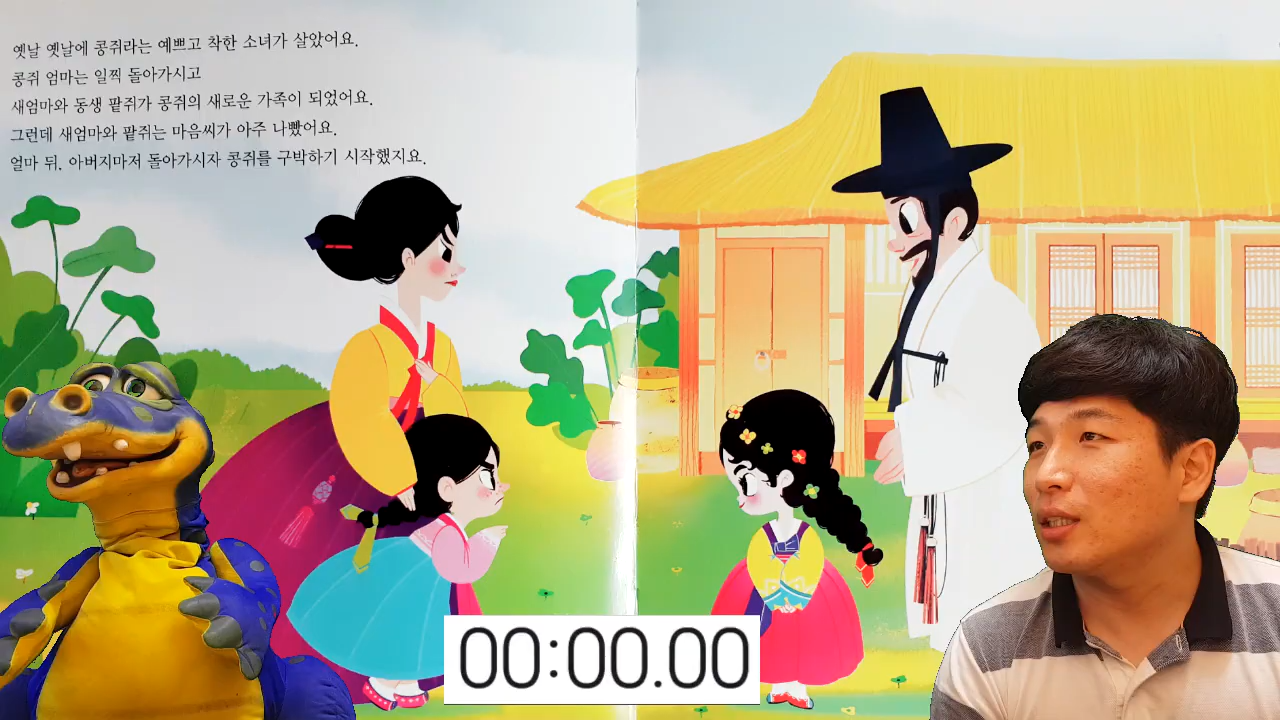 옛날 옛날에 콩쥐라는 예쁘고 착한 소녀가 살았어요.
콩쥐 엄마는 일찍 돌아가시고
새엄마와 동생 팥쥐가 콩쥐의 새로운 가족이 되었어요.
그런데 새엄마와 팥쥐는 마음씨가 아주 나빴어요.
얼마 뒤. 아버지마저 돌아가시자 콩쥐를 구박하기 시작했지요.
00:00.00